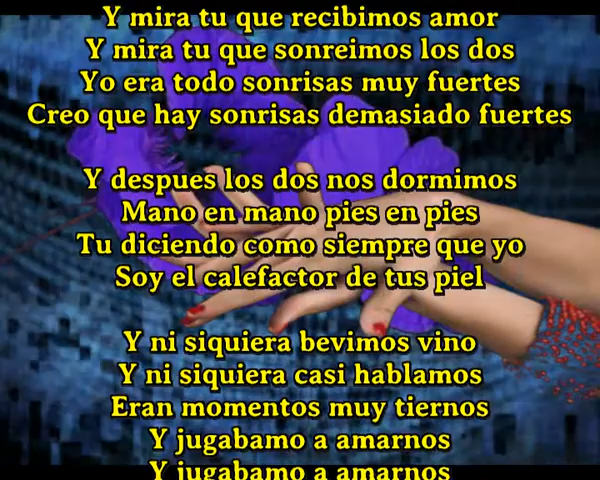 Y mira tu que recibimos amor
Y mira tu que sonreimos los dos
Yo era todo sonrisas muy fuertes
Creo que hay sonrisas demasiado fuertes
Y despues los dos nos dormimos
Mano en mano pies en pies
Tu diciendo como siempre que yo
Soy el calefactor de tus piel
Y ni siquiera bevimos vino
Y ni siquiera casi hablamos
Eran momentos muy tiernos
Y jugabamo a amarnos
Y jugabamo a amarnos